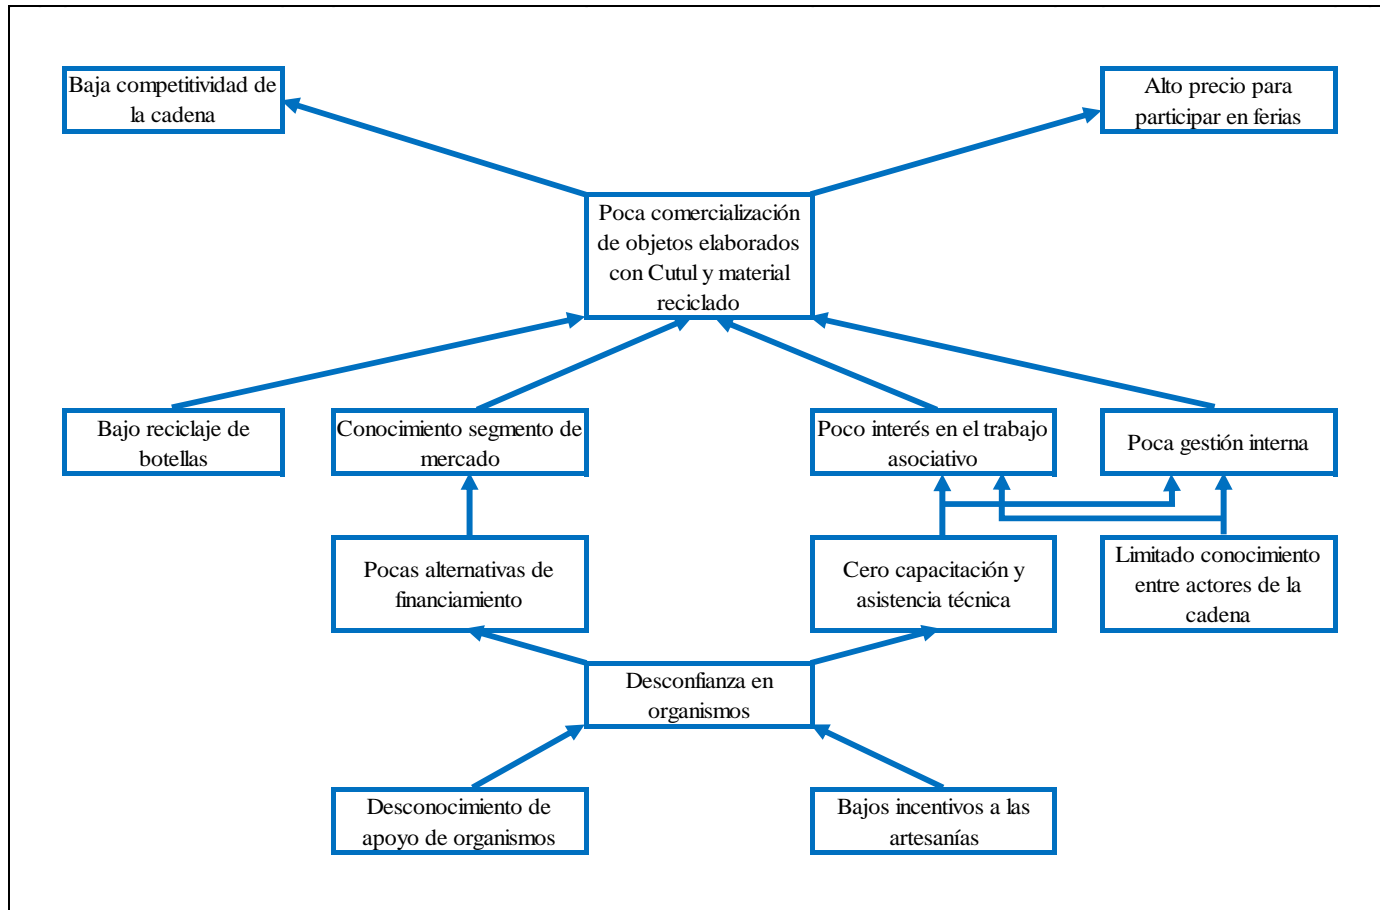 Baja competitividad de
la cadena
Alto precio para
participar en ferias
Poca comercialización
de objetos elaborados
con Cutul y material
reciclado
Bajo reciclaje de
botellas
Conocimiento segmento de
mercado
Poco interés en el trabajo
asociativo
Poca gestión interna
Pocas alternativas de
financiamiento
Cero capacitación y
asistencia técnica
Limitado conocimiento
entre actores de la
cadena
Desconfianza en
organismos
Desconocimiento de
apoyo de organismos
Bajos incentivos a las
artesanías